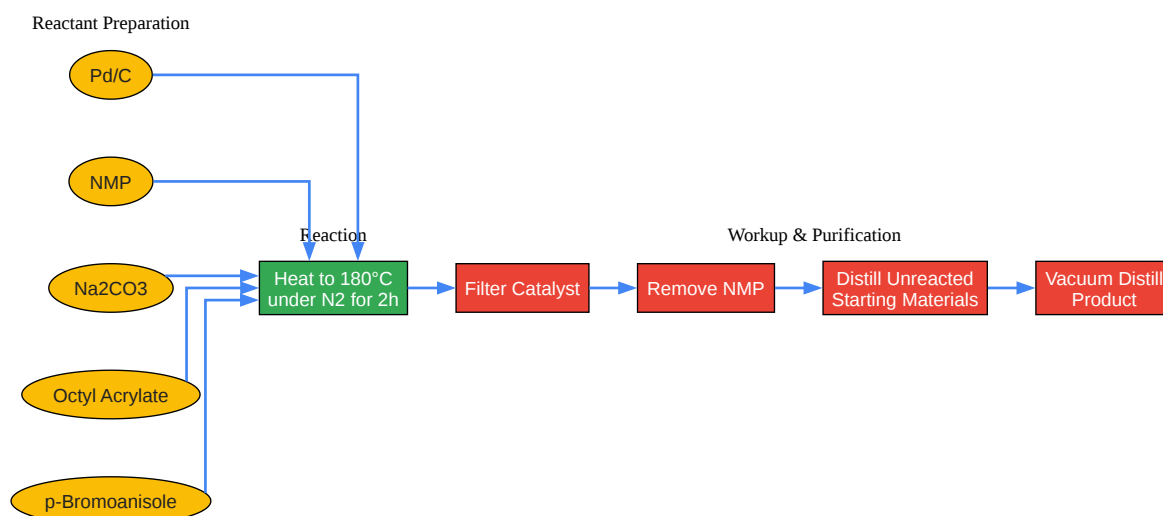 Reactant Preparation
Pd/C
NMP
Reaction
Workup & Purification
Na2CO3
Heat to 180°C
under N2 for 2h
Filter Catalyst
Remove NMP
Distill Unreacted
Starting Materials
Vacuum Distill
Product
Octyl Acrylate
p-Bromoanisole